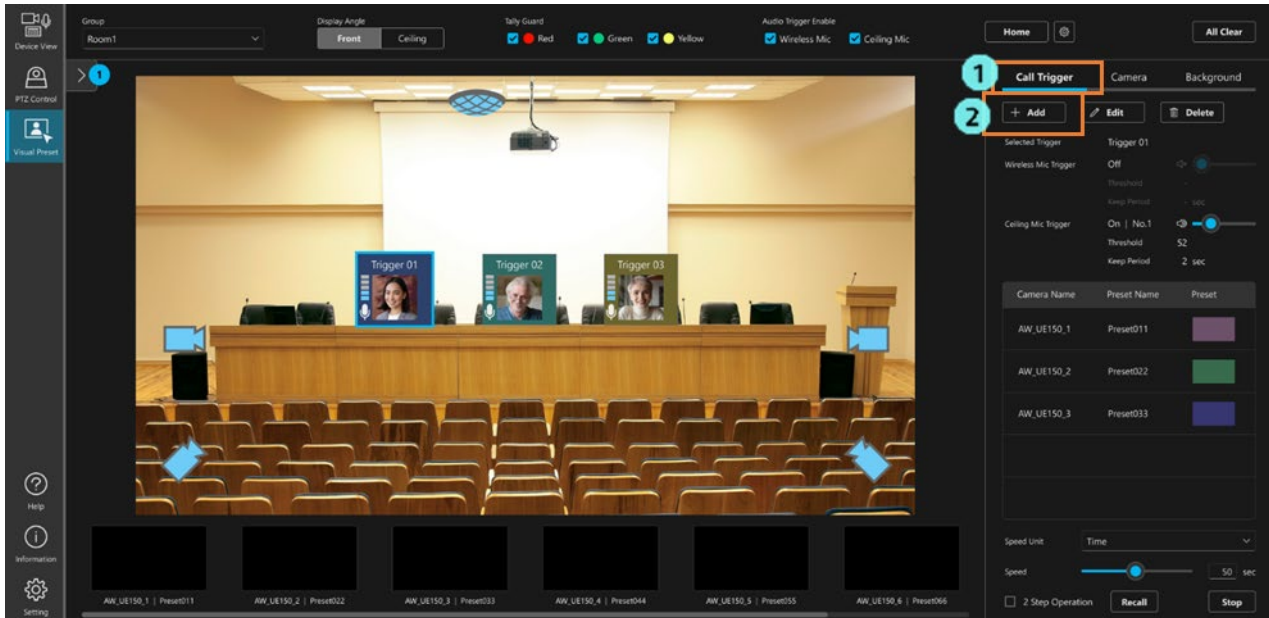 Device View
PTZ Control
Visual Preset
Help
Information
Setting
Group
Room1
Display Angle
Front Ceiling
Tally Guard
Red Green Yellow
Audio Trigger Enable
Wireless Mic Ceiling Mic
Home
All Clear
1
1
Call Trigger Camera Background
2
+ Add Edit Delete
Selected Trigger Trigger 01
Wireless Mic Trigger Off
Threshold -
Keep Period - sec
Ceiling Mic Trigger On | No.1
Threshold 52
Keep Period 2 sec
Trigger 01
Trigger 02
Trigger 03
Camera Name Preset Name Preset
AW_UE150_1 Preset011
AW_UE150_2 Preset022
AW_UE150_3 Preset033
Speed Unit Time
Speed 50 sec
2 Step Operation Recall Stop
AW_UE150_1 | Preset011
AW_UE150_2 | Preset022
AW_UE150_3 | Preset033
AW_UE150_4 | Preset044
AW_UE150_5 | Preset055
AW_UE150_6 | Preset066